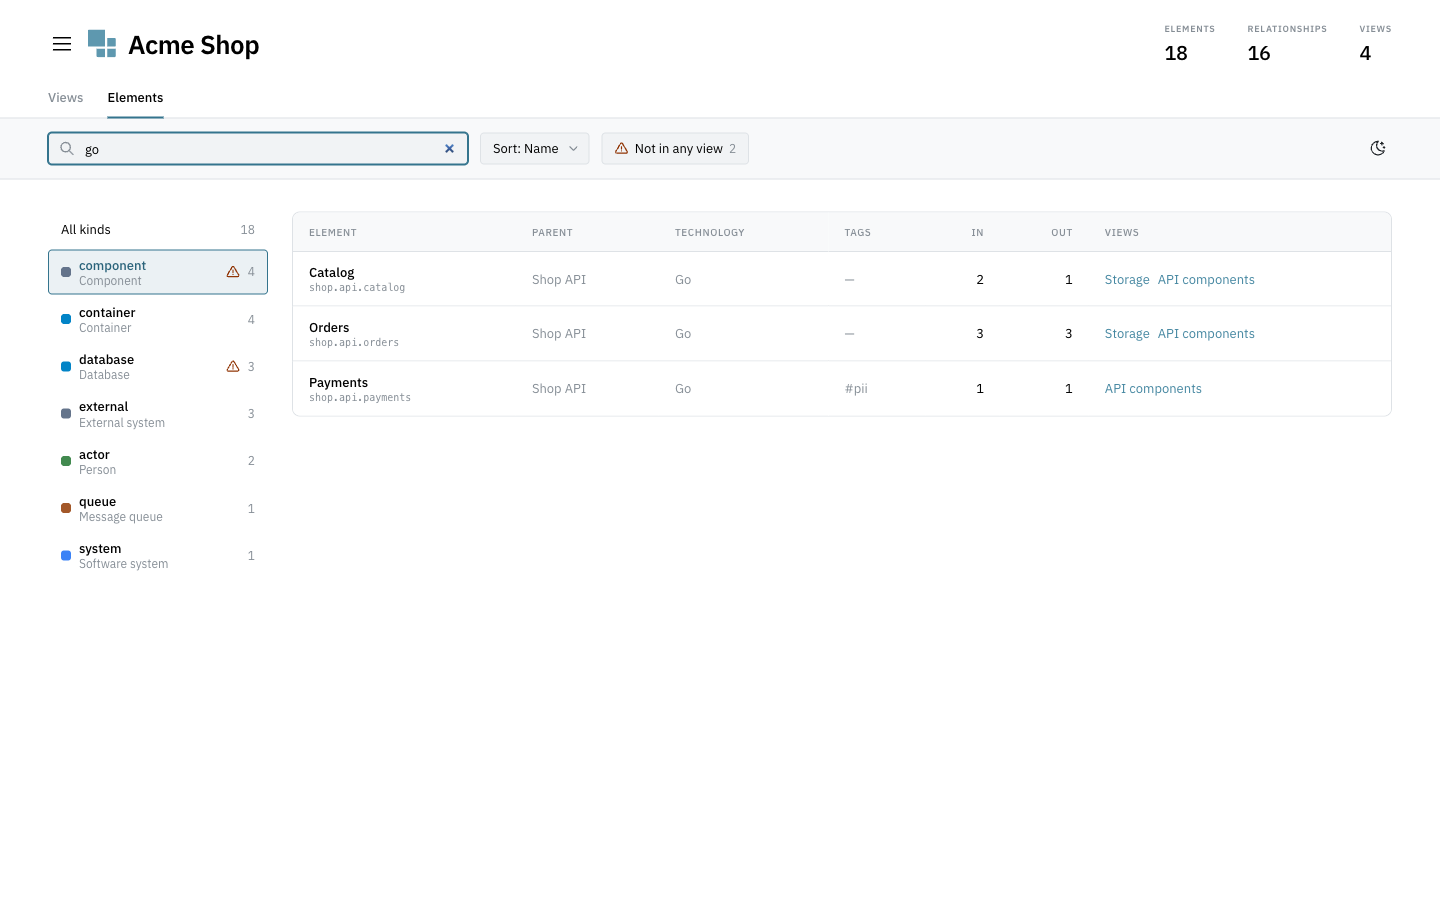 Acme Shop
ELEMENTS RELATIONSHIPS VIEWS
18 16 4
Views Elements
go Sort: Name Not in any view 2
All kinds 18
component 4
Component
container 4
Container
database 3
Database
external 3
External system
actor 2
Person
queue 1
Message queue
system 1
Software system
ELEMENT PARENT TECHNOLOGY TAGS IN OUT VIEWS
Catalog Shop API Go — 2 1 Storage API components
shop.api.catalog
Orders Shop API Go — 3 3 Storage API components
shop.api.orders
Payments Shop API Go #pii 1 1 API components
shop.api.payments